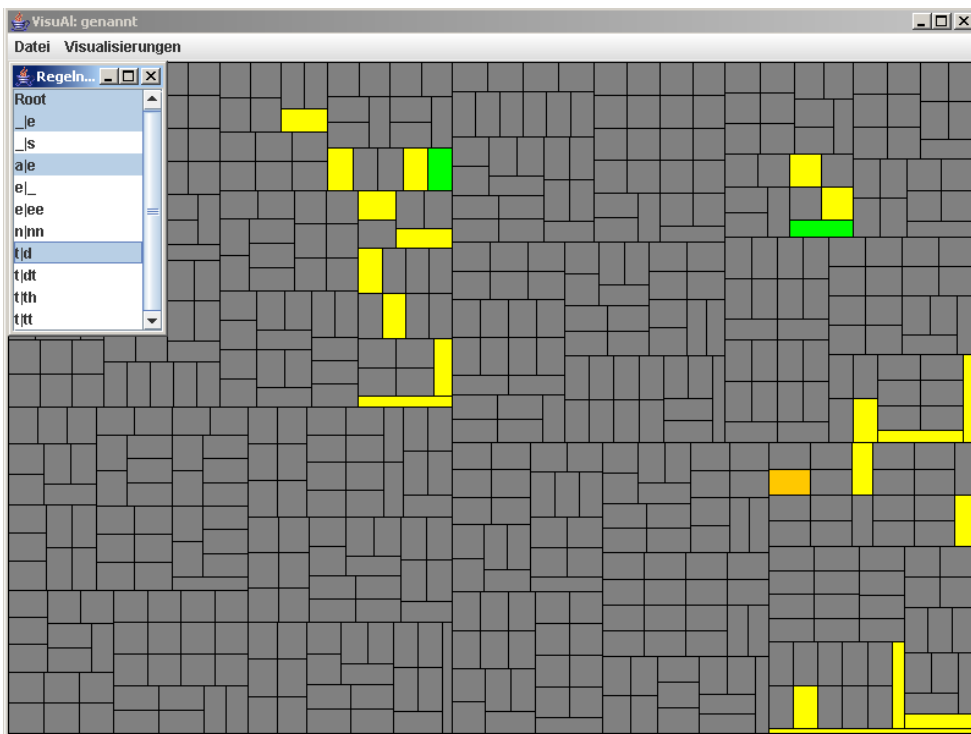 VisuAl: genannt
Datei Visualisierungen
Regeln...
Root
_|e
_|s
a|e
e|_
e|ee
n|nn
t|d
t|dt
t|th
t|tt